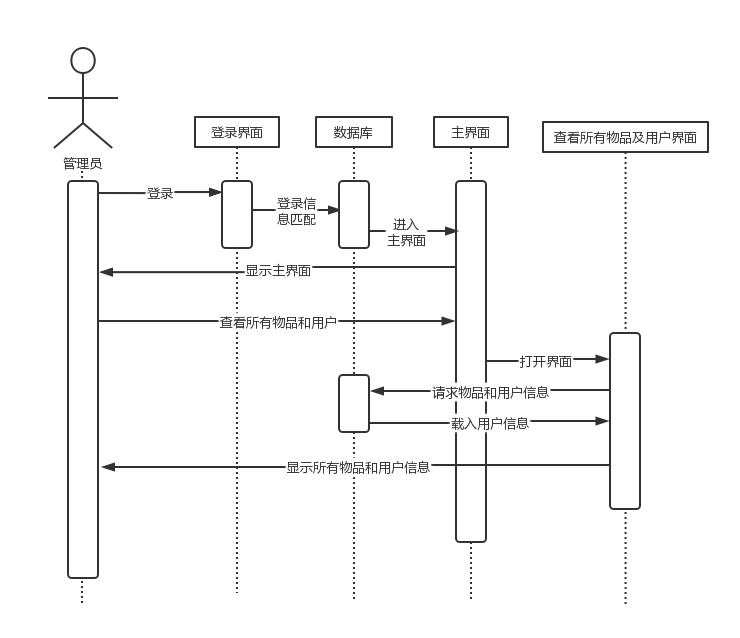 登录界面
数据库
主界面
查看所有物品及用户界面
管理员
登录
登录信
息匹配
进入
主界面
显示主界面
查看所有物品和用户
打开界面
请求物品和用户信息
载入用户信息
显示所有物品和用户信息